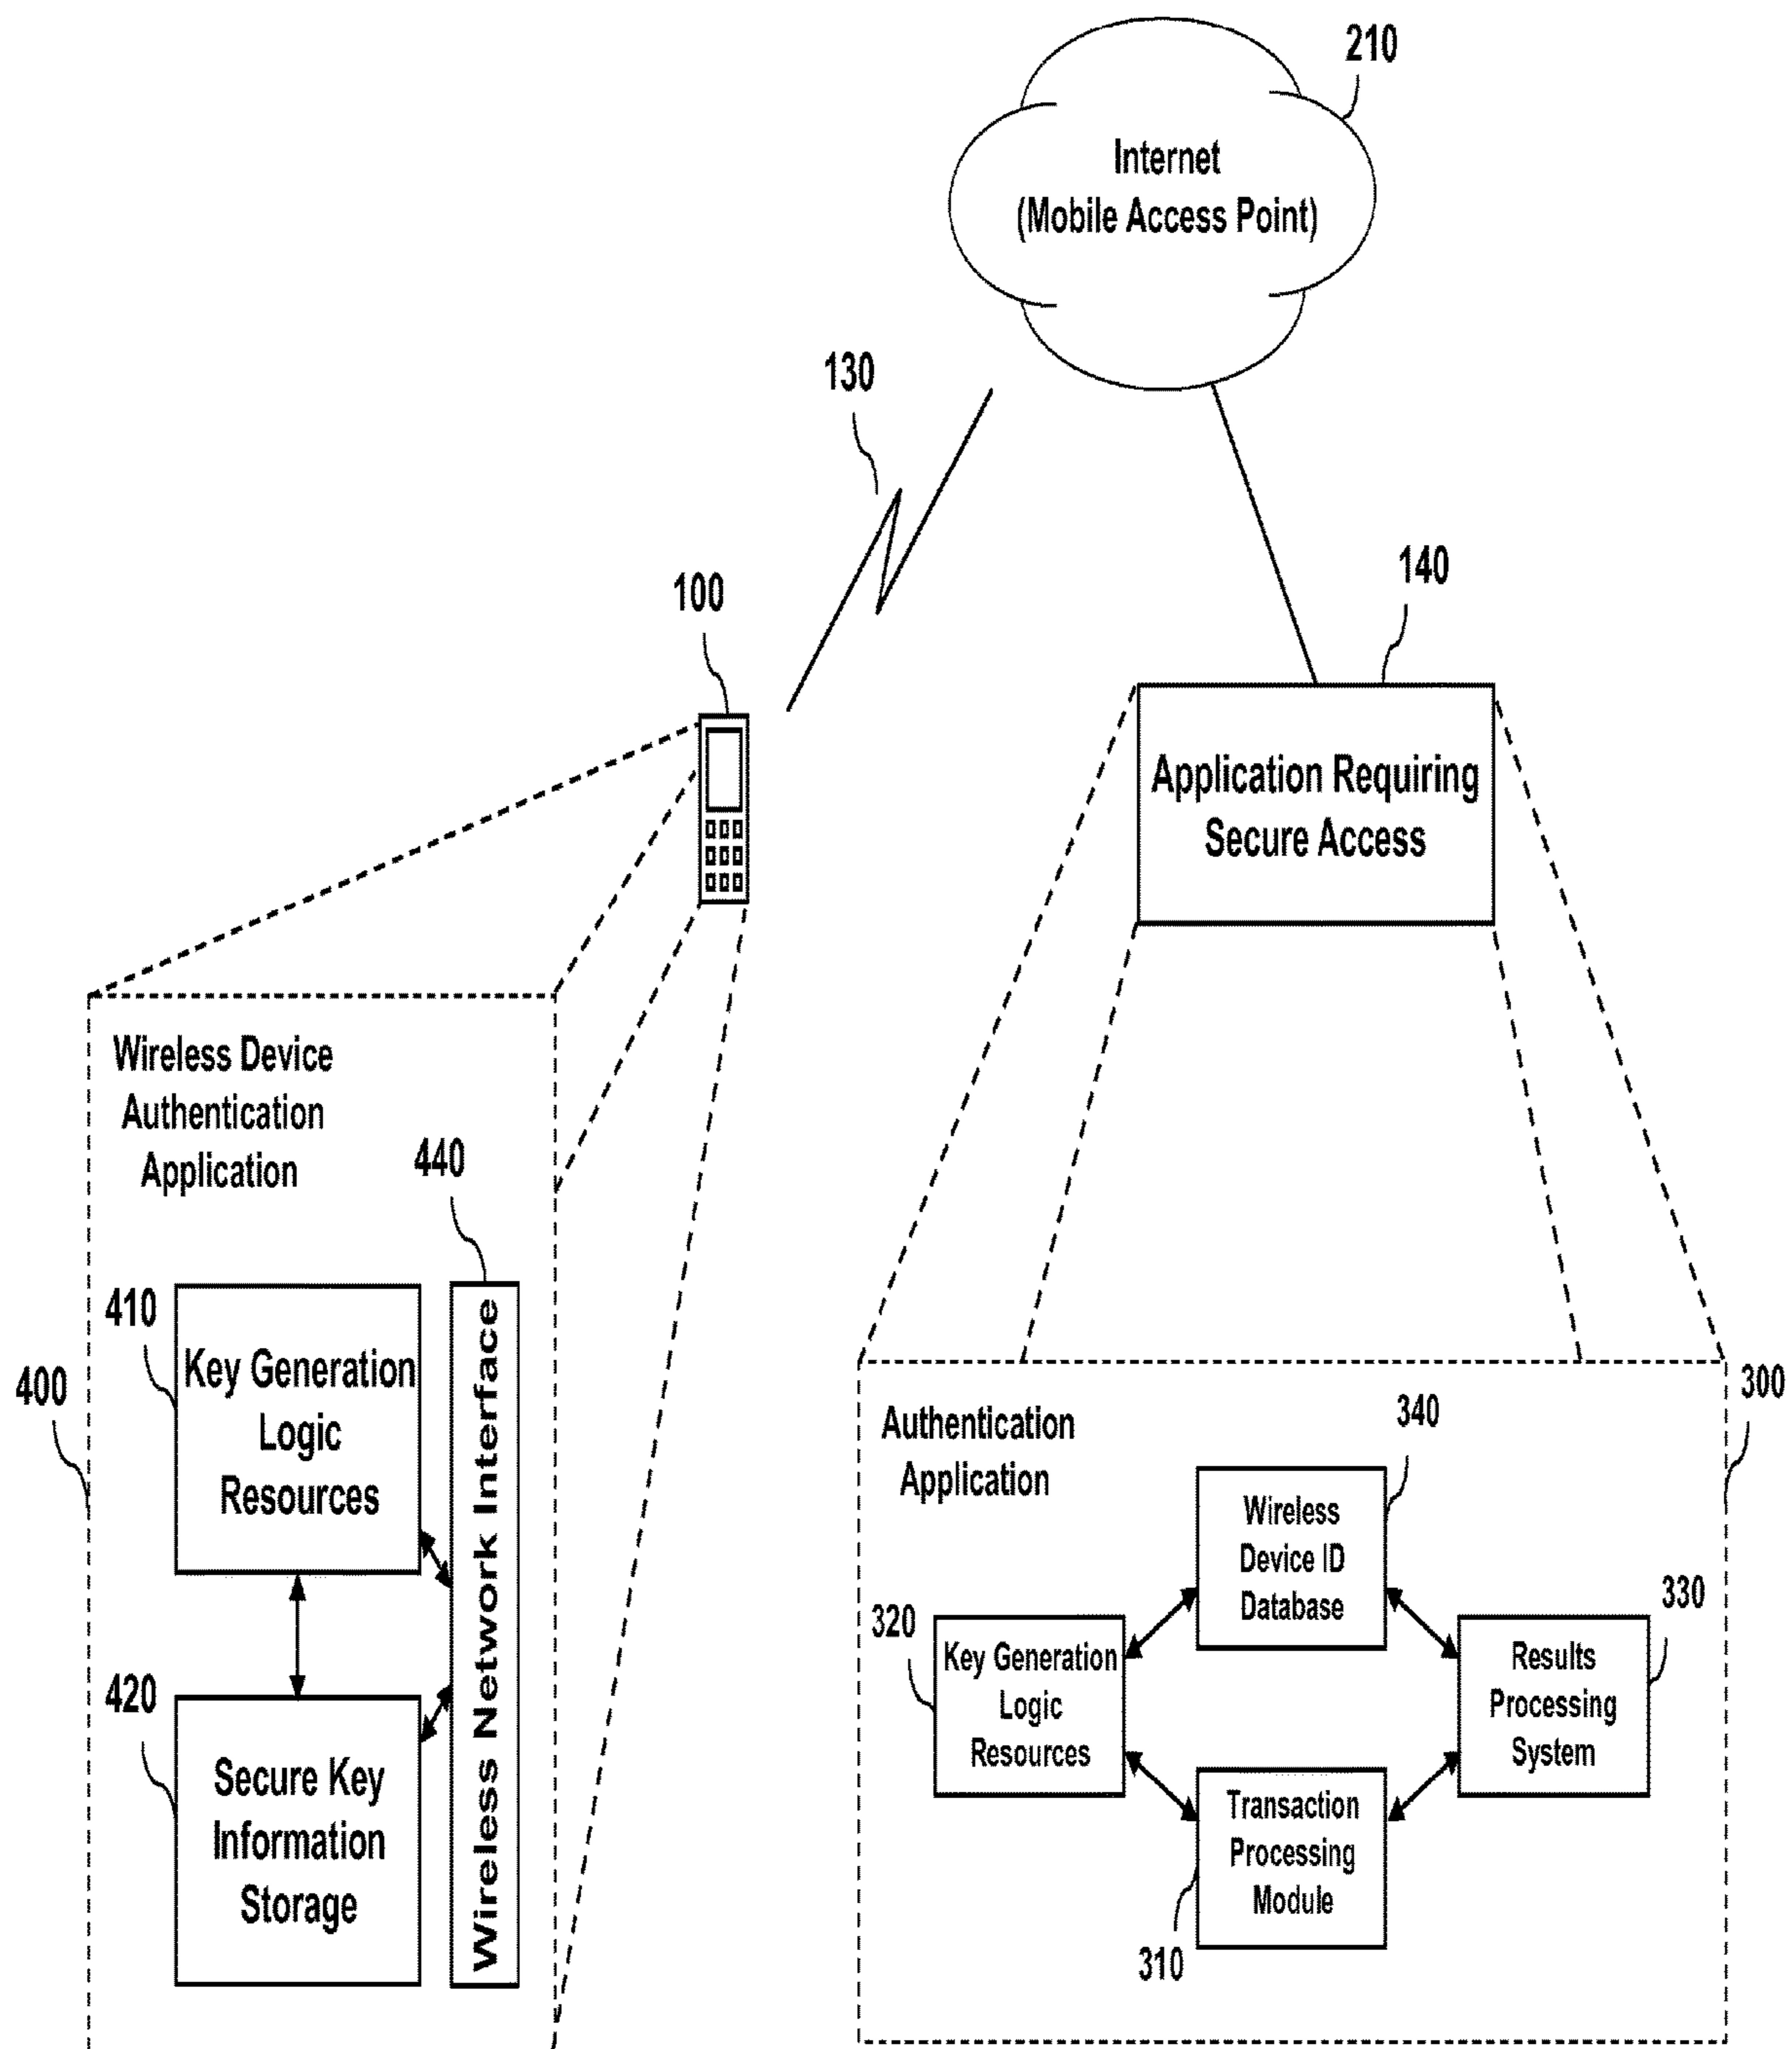 210
Internet
(Mobile Access Point)
130
100
140
Application Requiring
Secure Access
Wireless Device
Authentication
Application
440
410
Key Generation
Logic
Resources
400
Wireless Network Interface
420
Secure Key
Information
Storage
300
Authentication
Application
340
Wireless
Device ID
Database
320
Key Generation
Logic
Resources
330
Results
Processing
System
Transaction
Processing
Module
310